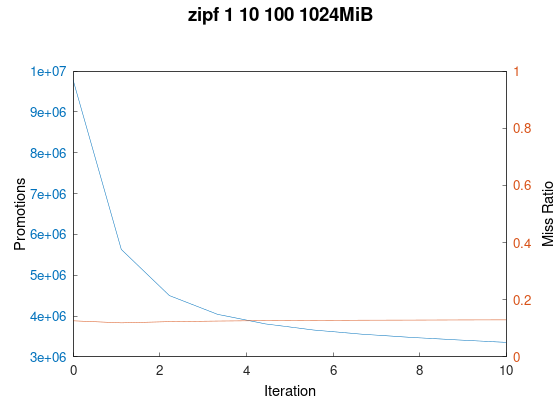 zipf 1 10 100 1024MiB
1e+07
9e+06
8e+06
7e+06
6e+06
5e+06
4e+06
3e+06
Promotions
1
0.8
0.6
0.4
0.2
0
Miss Ratio
0 2 4 6 8 10
Iteration